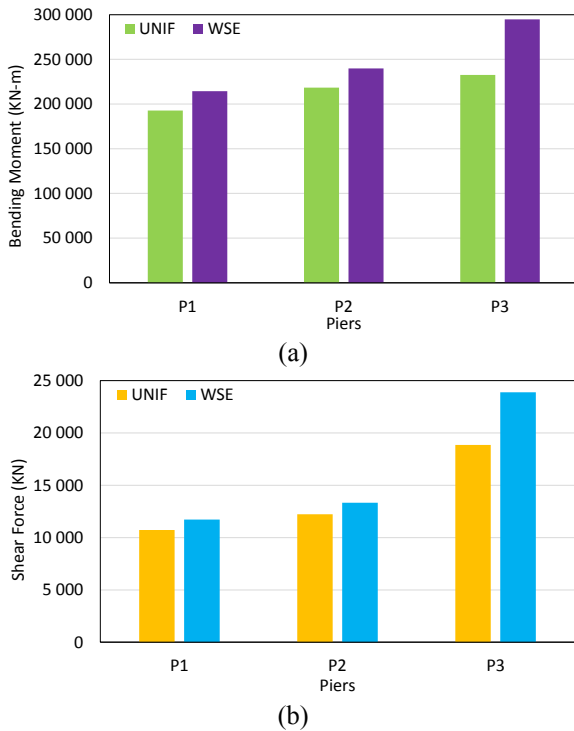 300 000
250 000
200 000
150 000
100 000
50 000
0
Bending Moment (KN-m)
UNIF WSE
P1 P2 P3
Piers
(a)
25 000
20 000
15 000
10 000
5 000
0
Shear Force (KN)
UNIF WSE
P1 P2 P3
Piers
(b)